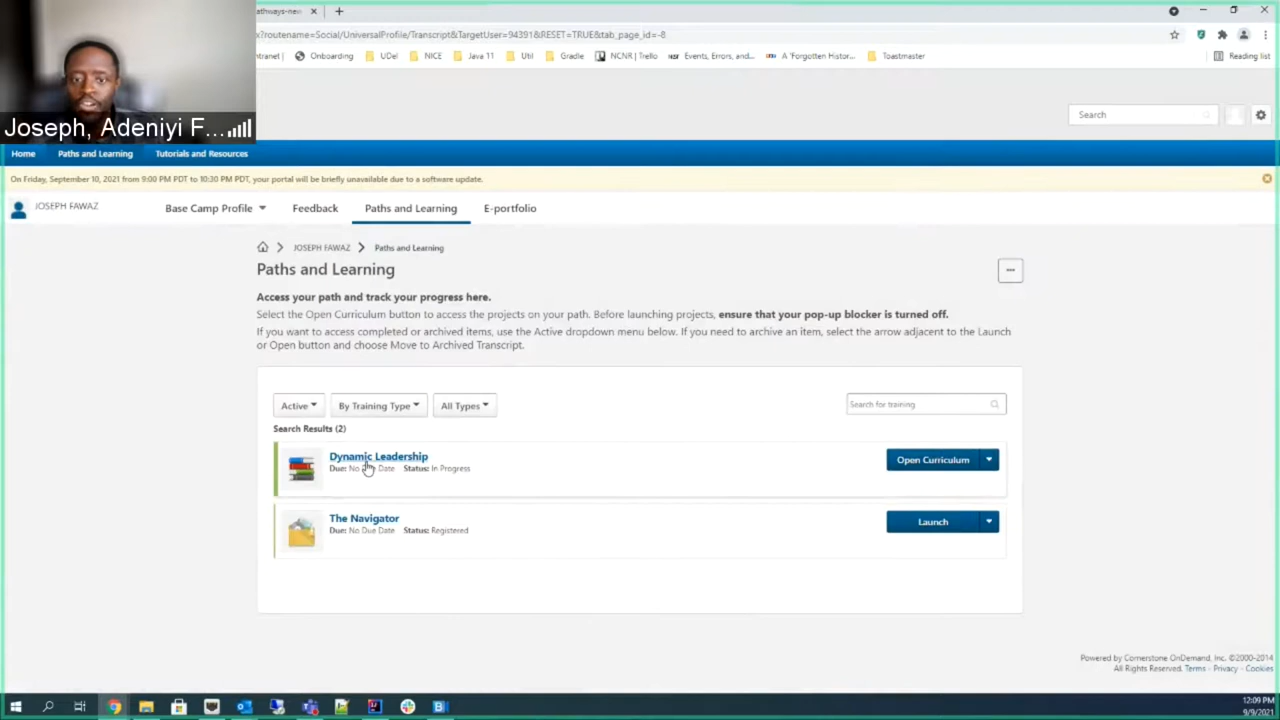 athways-new
x?routename=Social/UniversalProfile/Transcript&TargetUser=94391&RESET=TRUE&tab_page_id=-8
ntranet | Onboarding UDel NICE Java 11 Util Gradle NCNR | Trello Events, Errors, and... A 'Forgotten Histor... Toastmaster Reading list
Joseph, Adeniyi F...
Search
Home Paths and Learning Tutorials and Resources
On Friday, September 10, 2021 from 9:00 PM PDT to 10:30 PM PDT, your portal will be briefly unavailable due to a software update.
JOSEPH FAWAZ Base Camp Profile Feedback Paths and Learning E-portfolio
JOSEPH FAWAZ Paths and Learning
Paths and Learning
Access your path and track your progress here.
Select the Open Curriculum button to access the projects on your path. Before launching projects, ensure that your pop-up blocker is turned off.
If you want to access completed or archived items, use the Active dropdown menu below. If you need to archive an item, select the arrow adjacent to the Launch
or Open button and choose Move to Archived Transcript.
Active By Training Type All Types Search for training
Search Results (2)
Dynamic Leadership
Due: No Date Status: In Progress
Open Curriculum
The Navigator
Due: No Due Date Status: Registered
Launch
Powered by Cornerstone OnDemand, Inc. ©2000-2014
All Rights Reserved. Terms - Privacy - Cookies
12:09 PM
9/9/2021